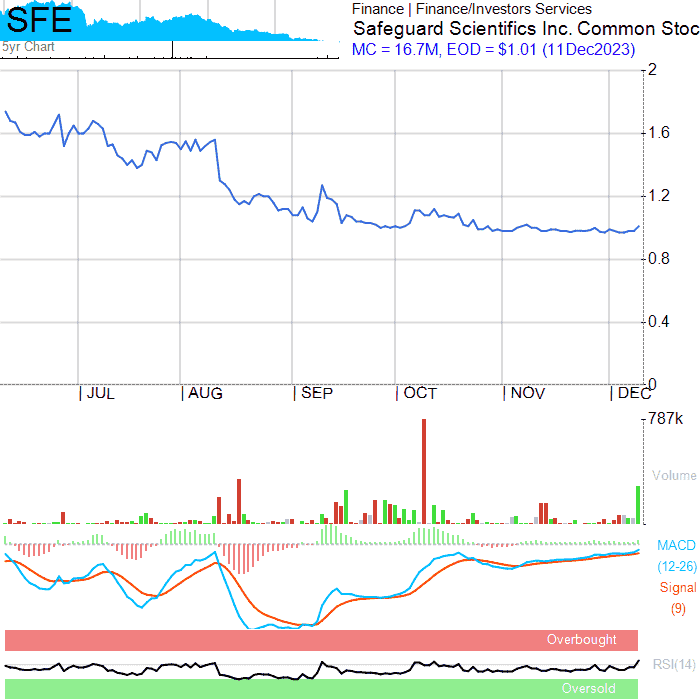 SFE
Finance | Finance/Investors Services
Safeguard Scientifics Inc. Common Stoc
5yr Chart
MC = 16.7M, EOD = $1.01 (11Dec2023)
2
1.6
1.2
0.8
0.4
0
| JUL | AUG | SEP | OCT | NOV | DEC
787k
Volume
MACD
(12-26)
Signal
(9)
Overbought
RSI(14)
Oversold